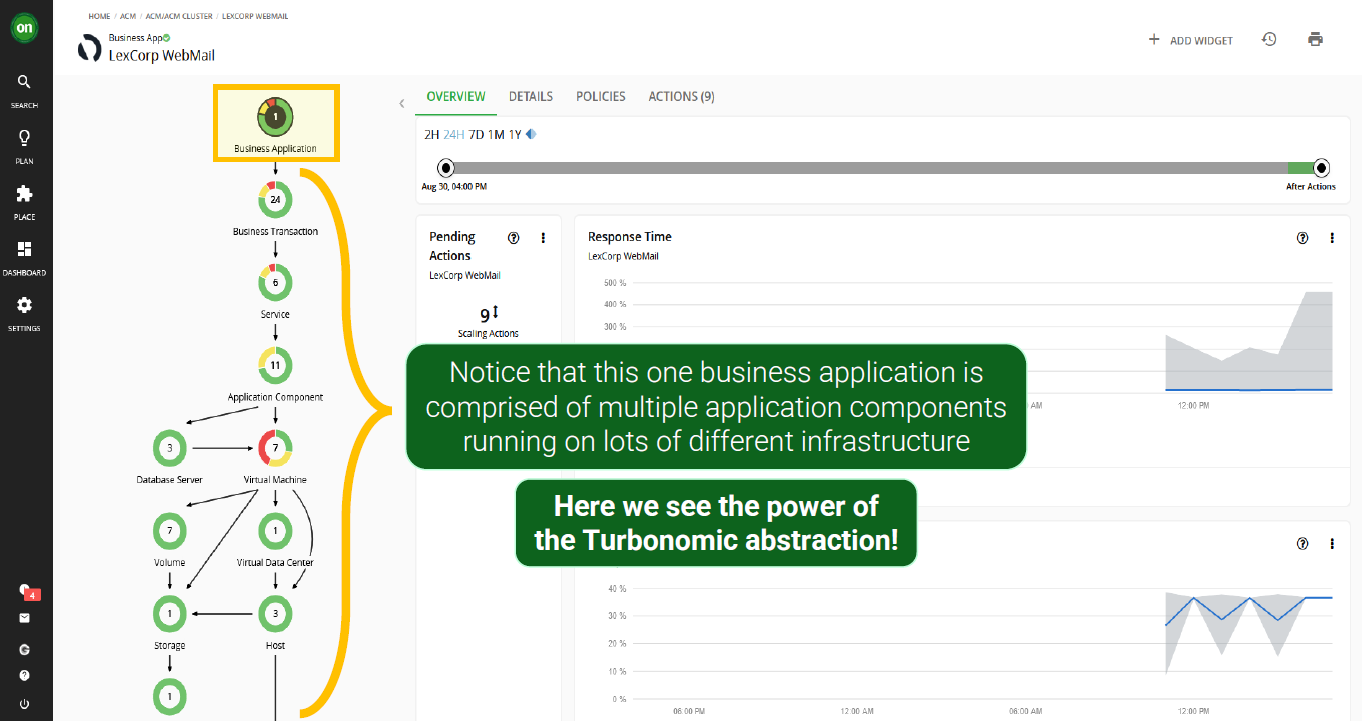 on
SEARCH
PLAN
PLACE
DASHBOARD
SETTINGS
4
HOME / ACM / ACM/ACM CLUSTER / LEXCORP WEBMAIL
Business App
LexCorp WebMail
+ ADD WIDGET
1
Business Application
24
Business Transaction
6
Service
11
Application Component
3
Database Server
7
Virtual Machine
7
Volume
1
Virtual Data Center
1
Storage
3
Host
1
OVERVIEW DETAILS POLICIES ACTIONS (9)
2H 24H 7D 1M 1Y
Aug 30, 04:00 PM
After Actions
Pending
Actions
LexCorp WebMail
9
Scaling Actions
Response Time
LexCorp WebMail
500 %
400 %
300 %
AM
12:00 PM
Notice that this one business application is
comprised of multiple application components
running on lots of different infrastructure
Here we see the power of
the Turbonomic abstraction!
40 %
30 %
20 %
10 %
0 %
06:00 PM
12:00 AM
06:00 AM
12:00 PM